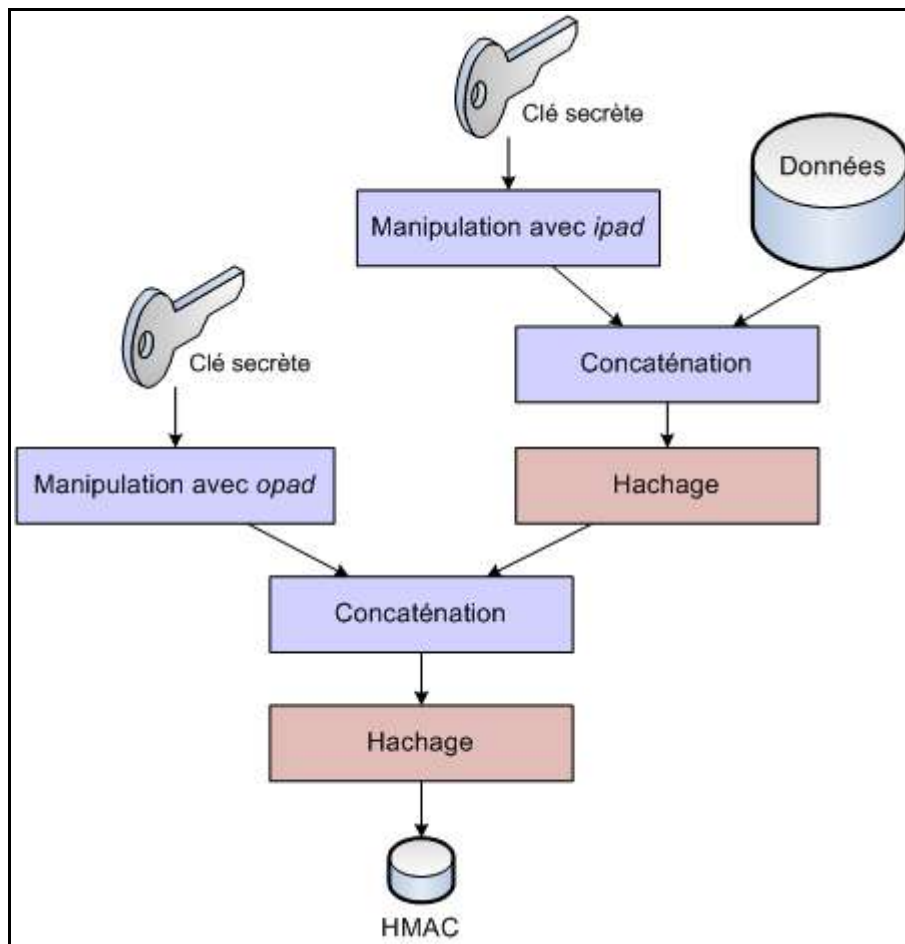 Clé secrète
Données
Manipulation avec ipad
Clé secrète
Concaténation
Manipulation avec opad
Hachage
Concaténation
Hachage
HMAC